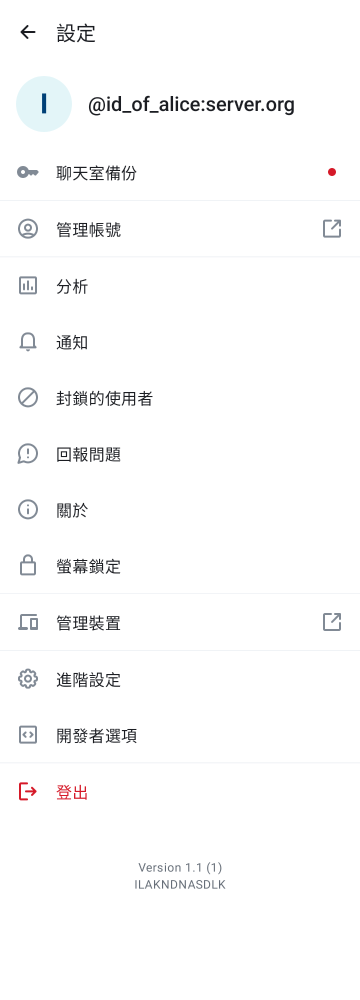 設定
I
@id_of_alice:server.org
聊天室備份
管理帳號
分析
通知
封鎖的使用者
回報問題
關於
螢幕鎖定
管理裝置
進階設定
開發者選項
登出
Version 1.1 (1)
ILAKNDNASDLK